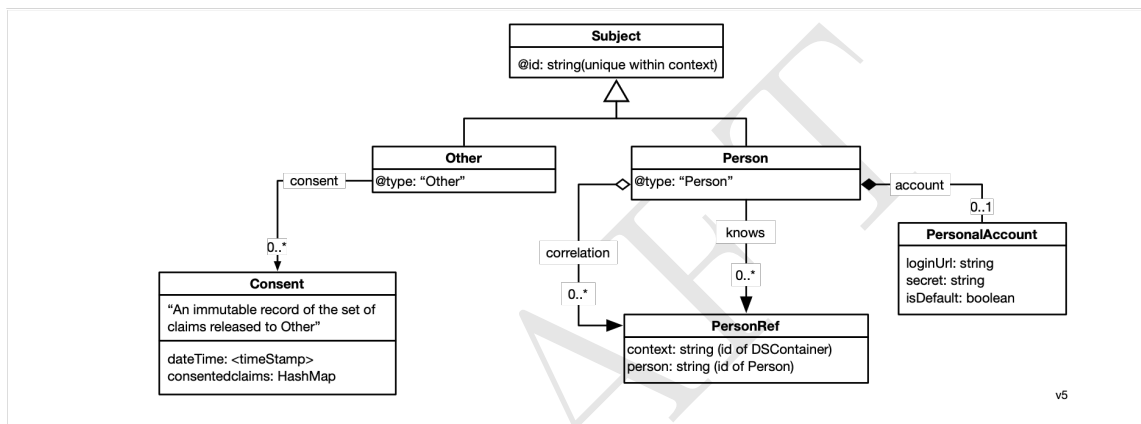 Subject
@id: string(unique within context)
Other
@type: “Other”
Person
@type: “Person”
consent
account
0..*
0..1
correlation
knows
0..*
0..*
PersonalAccount
loginUrl: string
secret: string
isDefault: boolean
Consent
“An immutable record of the set of
claims released to Other”
dateTime: <timeStamp>
consentedclaims: HashMap
PersonRef
context: string (id of DSContainer)
person: string (id of Person)
v5
AFT